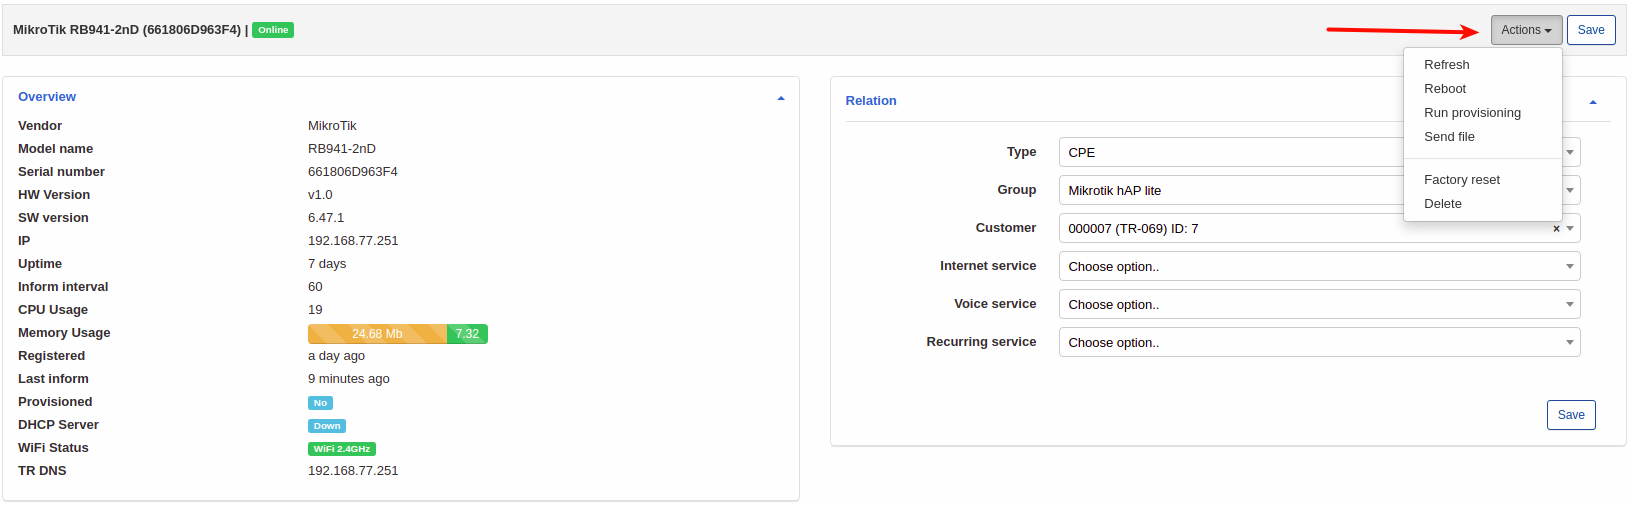 MikroTik RB941-2nD (661806D963F4) | Online
Actions
Save
Refresh
Reboot
Run provisioning
Send file
Factory reset
Delete
Overview
Vendor MikroTik
Model name RB941-2nD
Serial number 661806D963F4
HW Version v1.0
SW version 6.47.1
IP 192.168.77.251
Uptime 7 days
Inform interval 60
CPU Usage 19
Memory Usage 24.68 Mb 7.32
Registered a day ago
Last inform 9 minutes ago
Provisioned No
DHCP Server Down
WiFi Status WiFi 2.4GHz
TR DNS 192.168.77.251
Relation
Type CPE
Group Mikrotik hAP lite
Customer 000007 (TR-069) ID: 7 ×
Internet service Choose option..
Voice service Choose option..
Recurring service Choose option..
Save